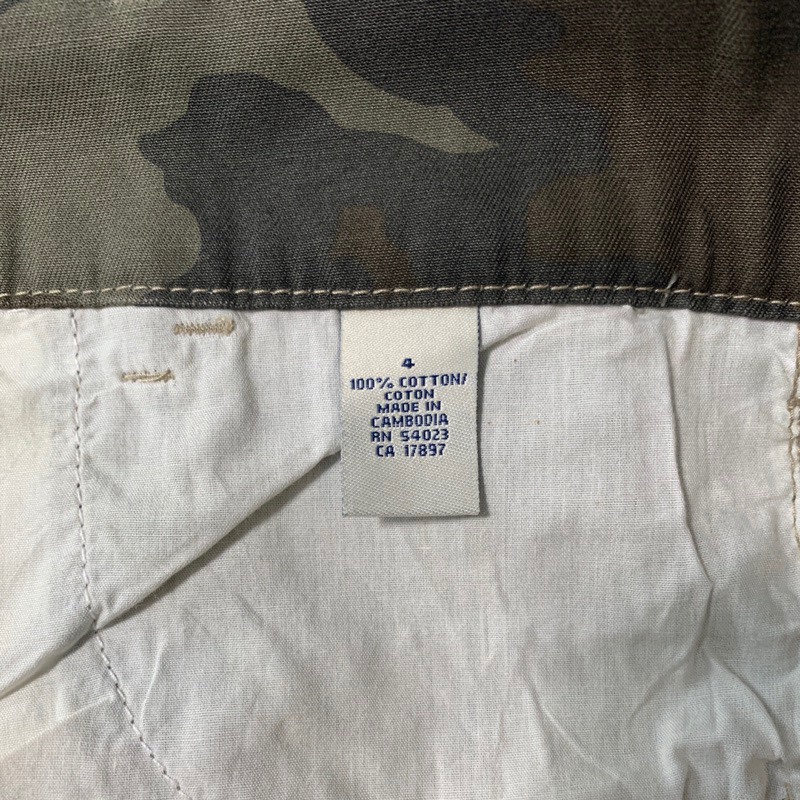 4
100% COTTON/
COTON
MADE IN
CAMBODIA
RN 54023
CA 17897